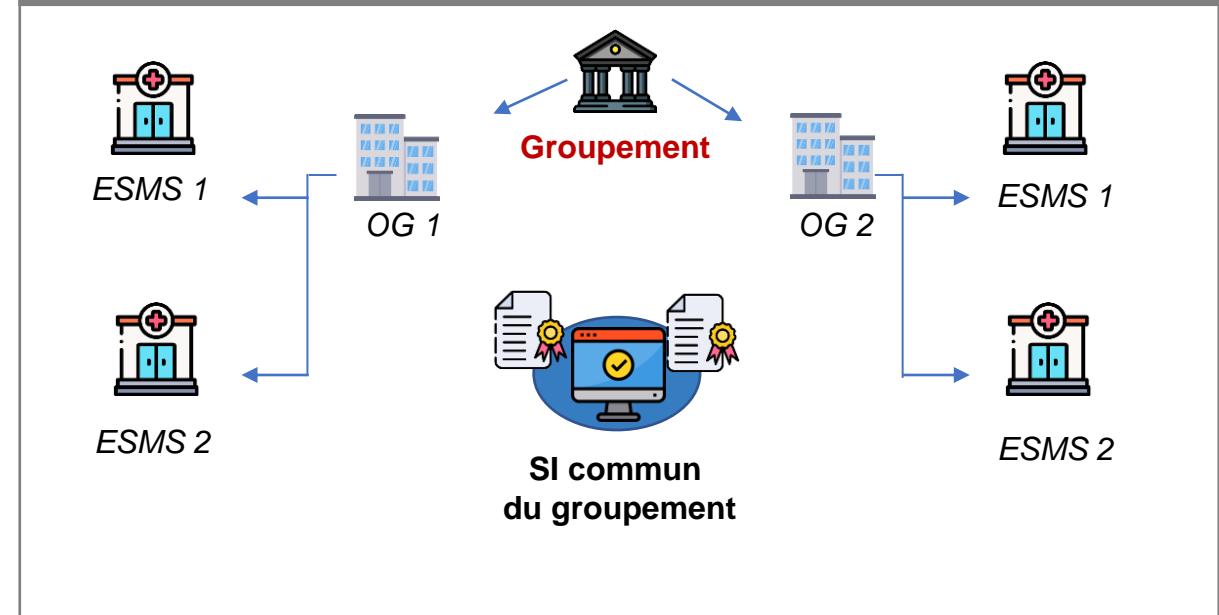 Groupement
ESMS 1
OG 1
OG 2
ESMS 1
ESMS 2
ESMS 2
SI commun
du groupement